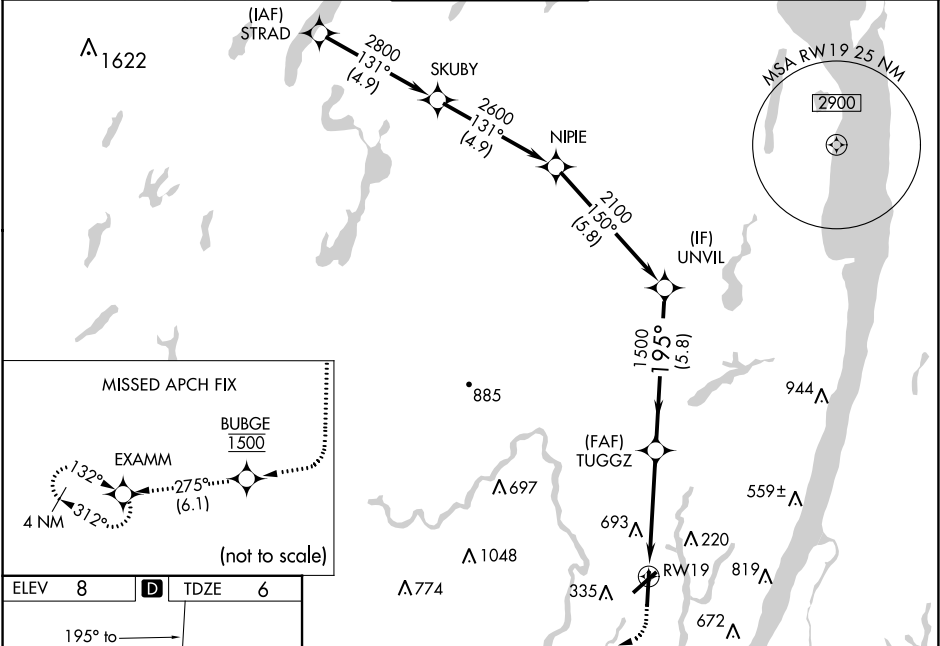 (IAF)
STRAD
1622
2800
131°
(4.9)
SKUBY
2600
131°
(4.9)
NIPIE
2100
150°
(5.8)
(IF)
UNVIL
MSA RW19 25 NM
2900
1500
195°
(5.8)
(FAF)
TUGGZ
885
944
697
559±
693
220
1048
RW19
819
774
335
672
MISSED APCH FIX
BUBGE
1500
EXAMM
132°
275°
(6.1)
312°
4 NM
(not to scale)
ELEV 8 D TDZE 6
195° to